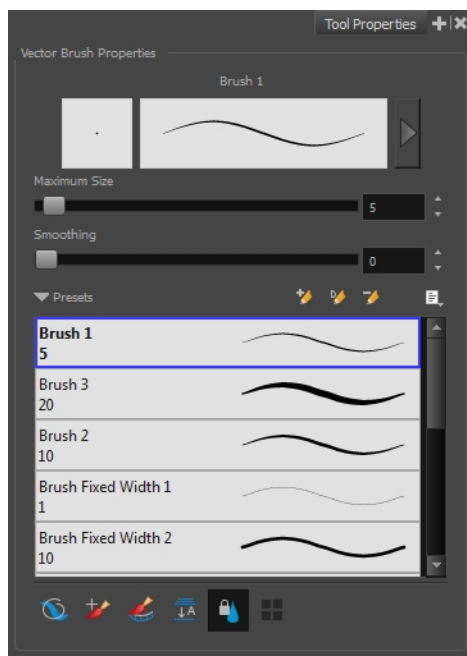 Tool Properties
Vector Brush Properties
Brush 1
Maximum Size
5
Smoothing
0
Presets
Brush 1
5
Brush 3
20
Brush 2
10
Brush Fixed Width 1
1
Brush Fixed Width 2
10